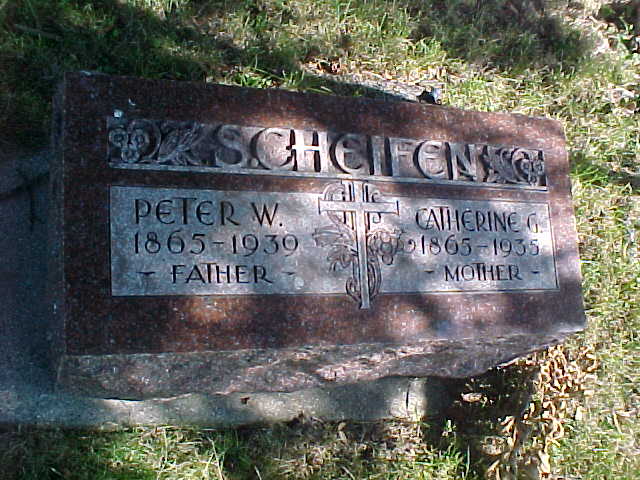 SCHEIFEN
PETER W. CATHERINE G.
1865-1939 1865-1935
- FATHER - - MOTHER -